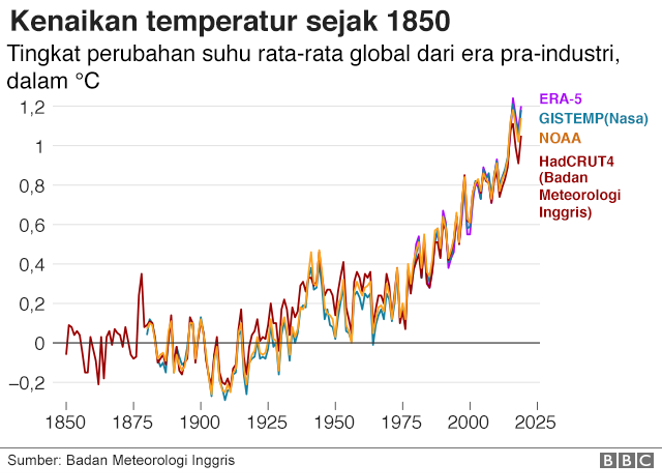 Kenaikan temperatur sejak 1850
Tingkat perubahan suhu rata-rata global dari era pra-industri,
dalam °C
1,2
1
0,8
0,6
0,4
0,2
0
−0,2
1850
1875
1900
1925
1950
1975
2000
2025
ERA-5
GISTEMP(Nasa)
NOAA
HadCRUT4
(Badan
Meteorologi
Inggris)
Sumber: Badan Meteorologi Inggris
BBC